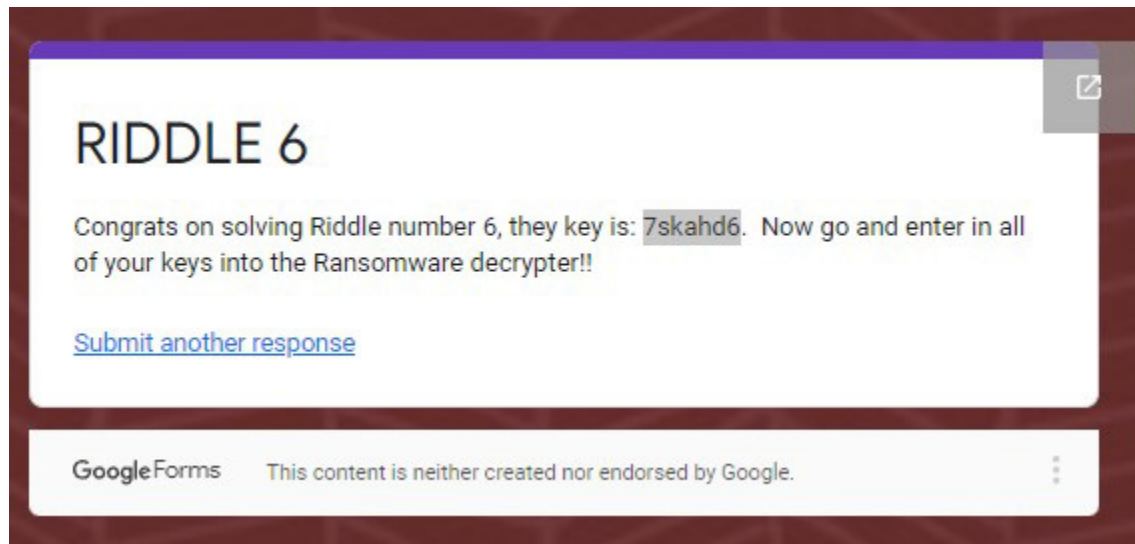 RIDDLE 6
Congrats on solving Riddle number 6, they key is: 7skahd6. Now go and enter in all
of your keys into the Ransomware decrypter!!
Submit another response
Google Forms This content is neither created nor endorsed by Google.